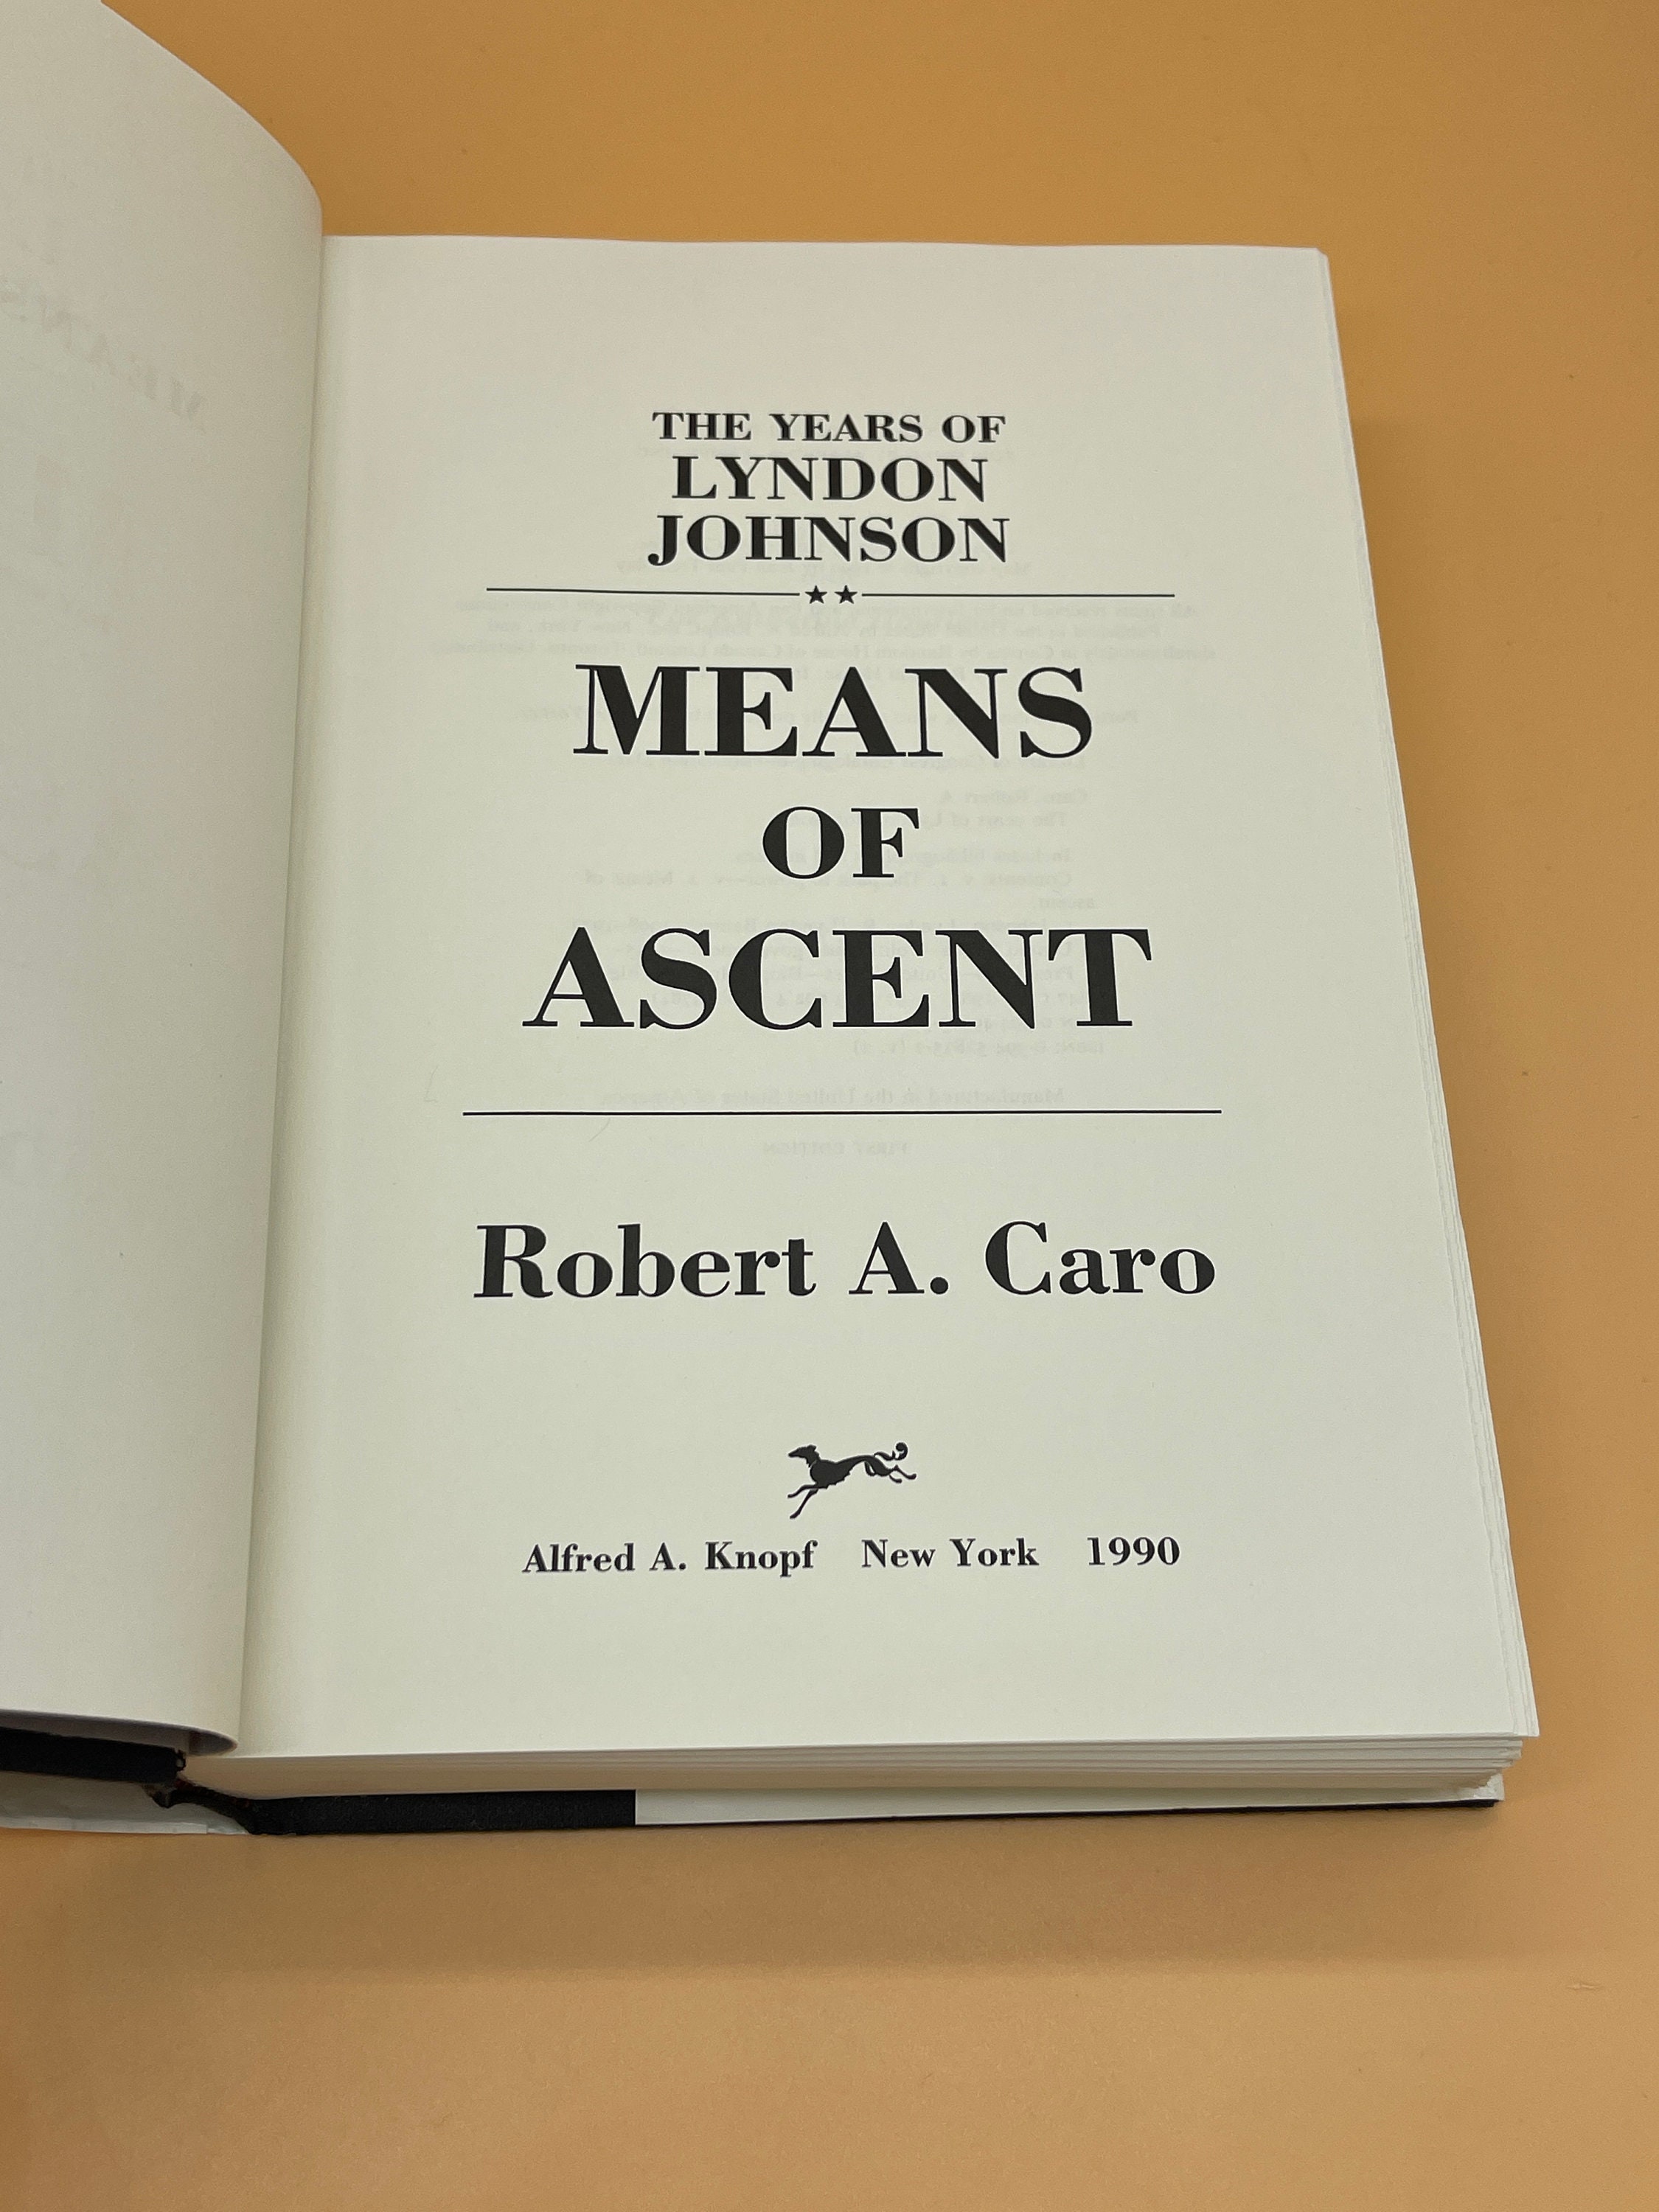 THE YEARS OF
LYNDON
JOHNSON
★★
MEANS
OF
ASCENT
Robert A. Caro
Alfred A. Knopf New York 1990